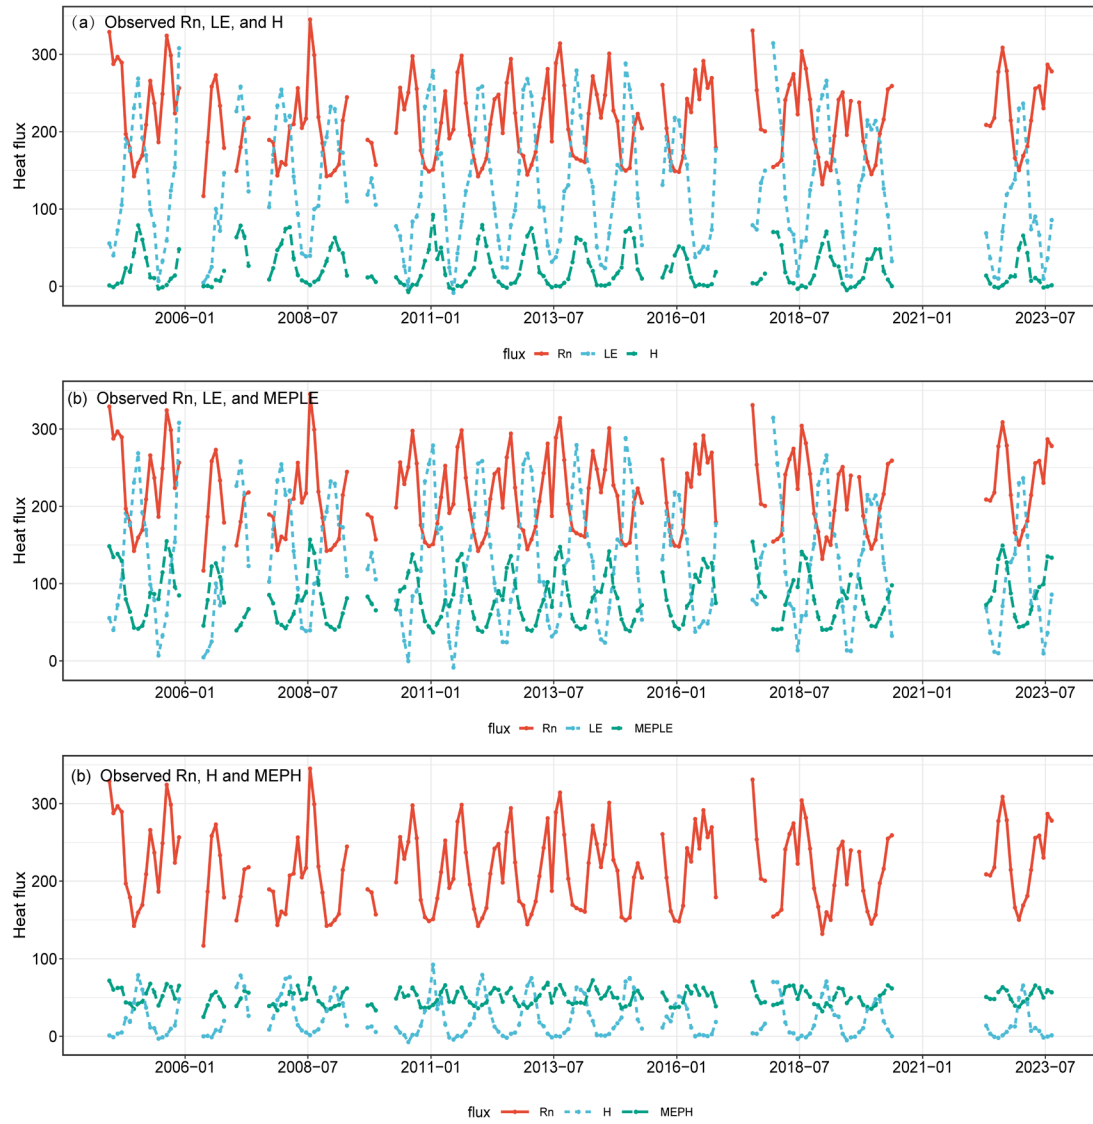 (a) Observed Rn, LE, and H
300
200
100
0
Heat flux
2006−01 2008−07 2011−01 2013−07 2016−01 2018−07 2021−01 2023−07
flux Rn LE H
(b) Observed Rn, LE, and MEPLE
300
200
100
0
Heat flux
2006−01 2008−07 2011−01 2013−07 2016−01 2018−07 2021−01 2023−07
flux Rn LE MEPLE
(b) Observed Rn, H and MEPH
300
200
100
0
Heat flux
2006−01 2008−07 2011−01 2013−07 2016−01 2018−07 2021−01 2023−07
flux Rn H MEPH